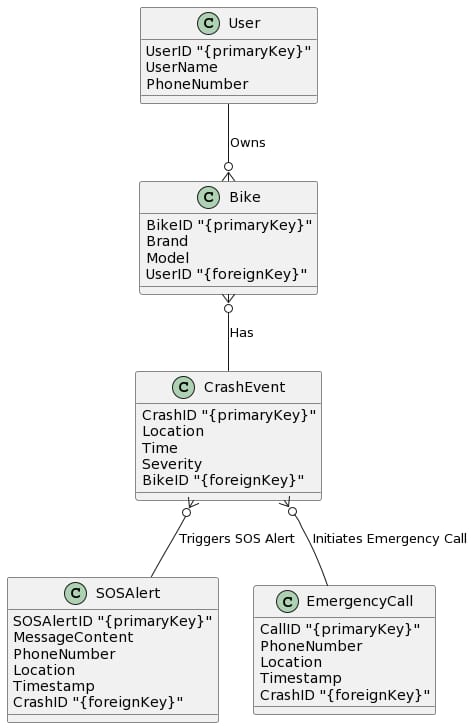 C User
UserID "{primaryKey}"
UserName
PhoneNumber
Owns
C Bike
BikeID "{primaryKey}"
Brand
Model
UserID "{foreignKey}"
Has
C CrashEvent
CrashID "{primaryKey}"
Location
Time
Severity
BikeID "{foreignKey}"
Triggers SOS Alert
Initiates Emergency Call
C SOSAlert
SOSAlertID "{primaryKey}"
MessageContent
PhoneNumber
Location
Timestamp
CrashID "{foreignKey}"
C EmergencyCall
CallID "{primaryKey}"
PhoneNumber
Location
Timestamp
CrashID "{foreignKey}"